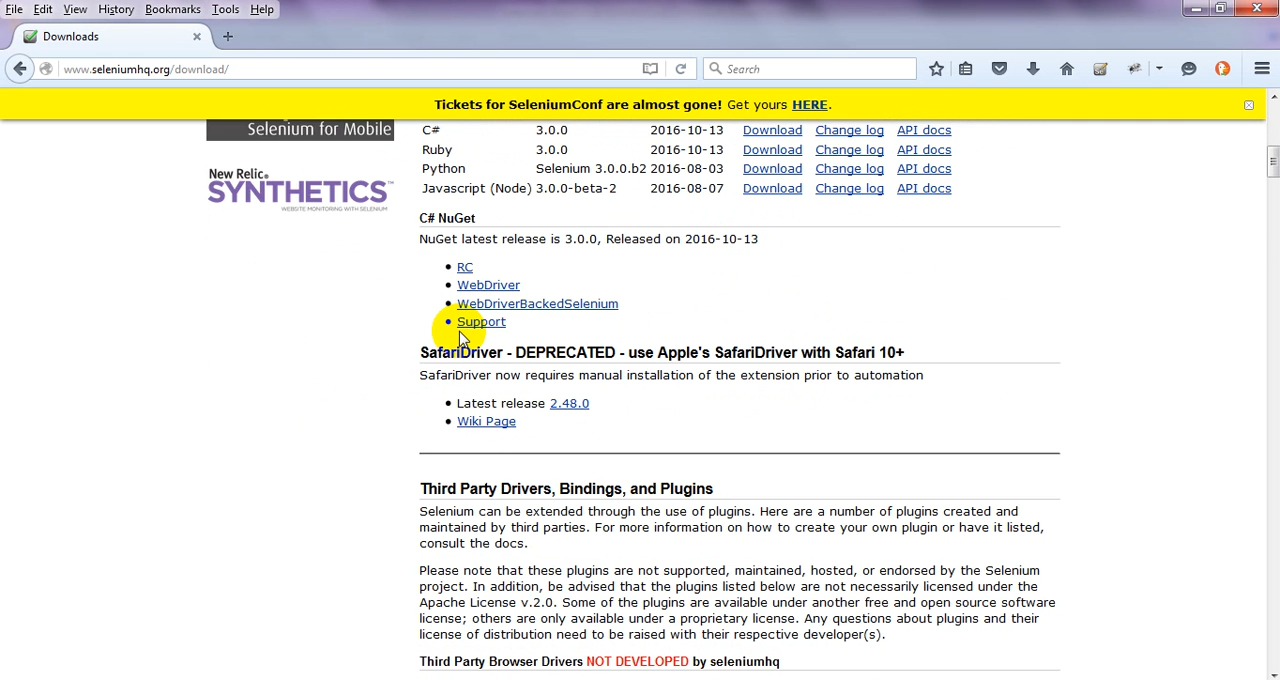 File Edit View History Bookmarks Tools Help
Downloads
www.seleniumhq.org/download/
Search
Tickets for SeleniumConf are almost gone! Get yours HERE.
Selenium for Mobile
C# 3.0.0 2016-10-13 Download Change log API docs
Ruby 3.0.0 2016-10-13 Download Change log API docs
Python Selenium 3.0.0.b2 2016-08-03 Download Change log API docs
Javascript (Node) 3.0.0-beta-2 2016-08-07 Download Change log API docs
New Relic®
SYNTHETICS™
WEBSITE MONITORING WITH SELENIUM
C# NuGet
NuGet latest release is 3.0.0, Released on 2016-10-13
• RC
• WebDriver
• WebDriverBackedSelenium
• Support
SafariDriver - DEPRECATED - use Apple's SafariDriver with Safari 10+
SafariDriver now requires manual installation of the extension prior to automation
• Latest release 2.48.0
• Wiki Page
Third Party Drivers, Bindings, and Plugins
Selenium can be extended through the use of plugins. Here are a number of plugins created and
maintained by third parties. For more information on how to create your own plugin or have it listed,
consult the docs.
Please note that these plugins are not supported, maintained, hosted, or endorsed by the Selenium
project. In addition, be advised that the plugins listed below are not necessarily licensed under the
Apache License v.2.0. Some of the plugins are available under another free and open source software
license; others are only available under a proprietary license. Any questions about plugins and their
license of distribution need to be raised with their respective developer(s).
Third Party Browser Drivers NOT DEVELOPED by seleniumhq